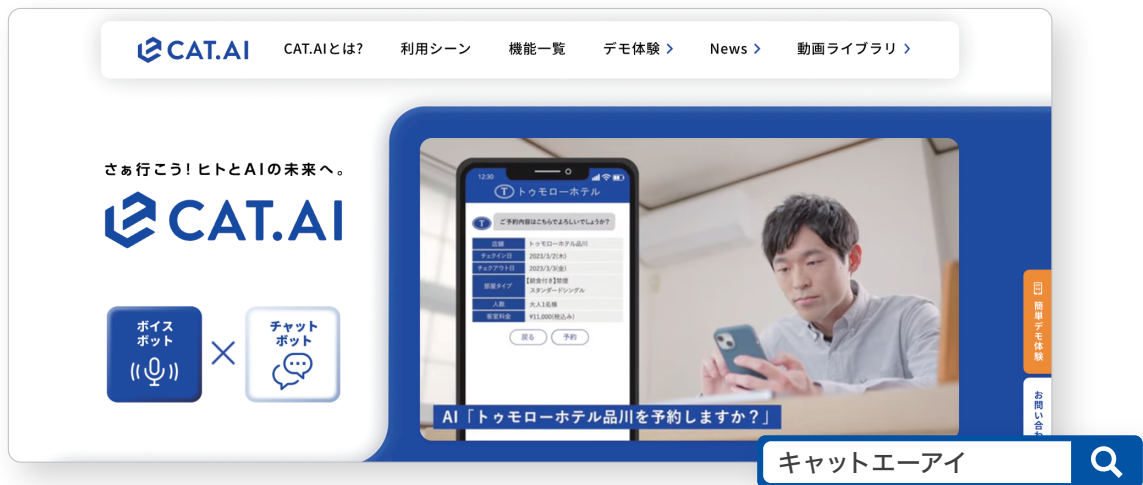 CAT.AI
CAT.AIとは?
利用シーン
機能一覧
デモ体験
News
動画ライブラリ
さぁ行こう!ヒトとAIの未来へ。
CAT.AI
ボイス
ボット
×
チャット
ボット
12:30
T トゥモローホテル
T
ご予約内容はこちらでよろしいでしょうか?
店舗 トゥモローホテル品川
チェックイン日 2023/3/2(木)
チェクアウト日 2023/3/3(金)
部屋タイプ 【朝食付き】禁煙
スタンダードシングル
人数 大人1名様
客室料金 ¥11,000(税込み)
戻る 予約
AI「トゥモローホテル品川を予約しますか?」
簡単デモ体験
お問い合わ
キャットエーアイ